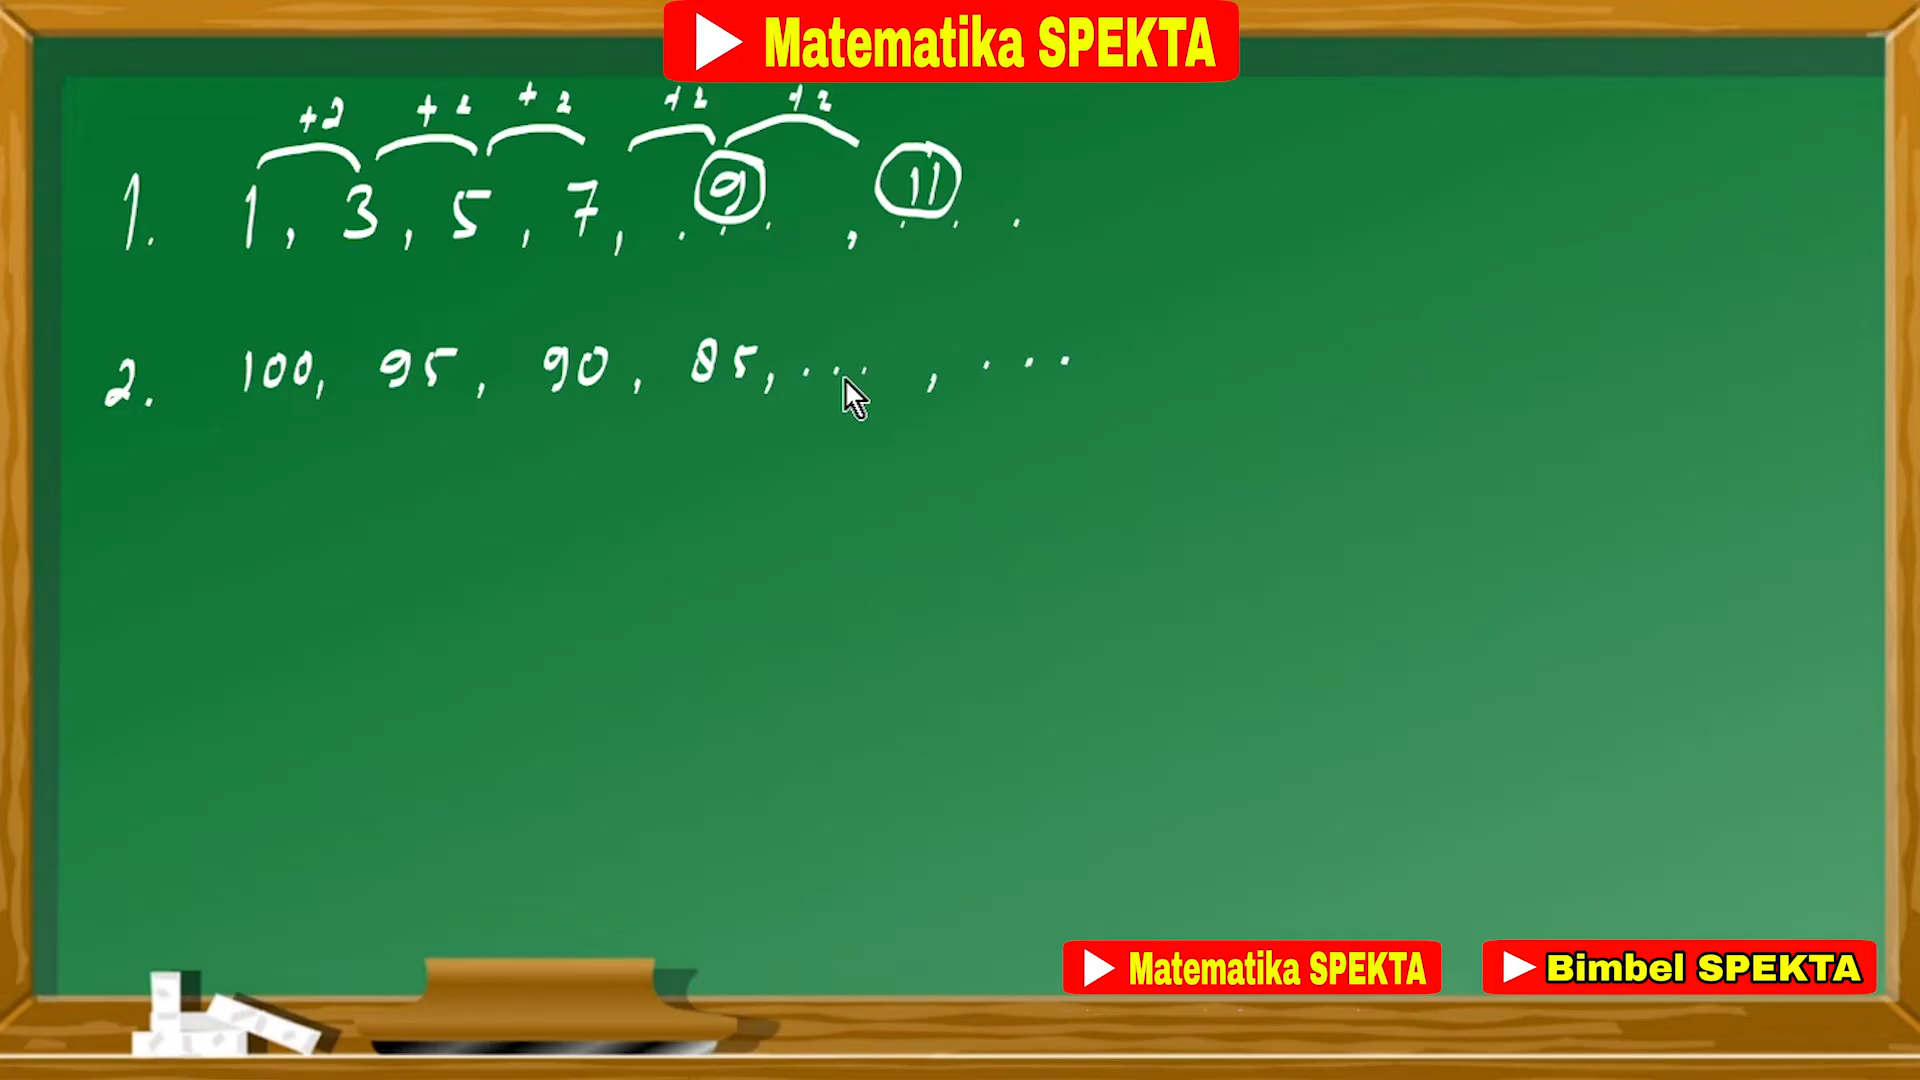 Matematika SPEKTA
+2 +2 +2 +2 +2
1. 1, 3, 5, 7, ... 9 , ... 11
2. 100, 95, 90, 85, ... , ...
Matematika SPEKTA
Bimbel SPEKTA